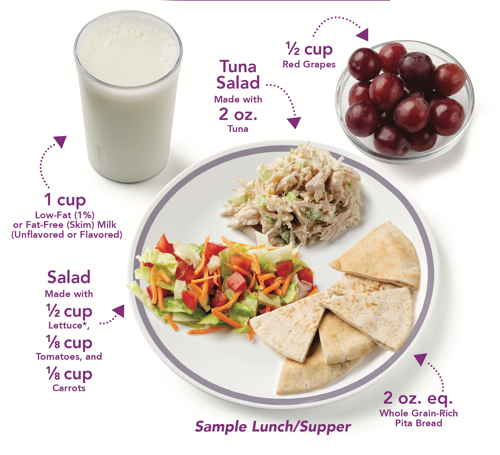 ½ cup
Red Grapes
Tuna
Salad
Made with
2 oz.
Tuna
1 cup
Low-Fat (1%)
or Fat-Free (Skim) Milk
(Unflavored or Flavored)
Salad
Made with
½ cup
Lettuce*,
⅛ cup
Tomatoes, and
⅛ cup
Carrots
2 oz. eq.
Whole Grain-Rich
Pita Bread
Sample Lunch/Supper